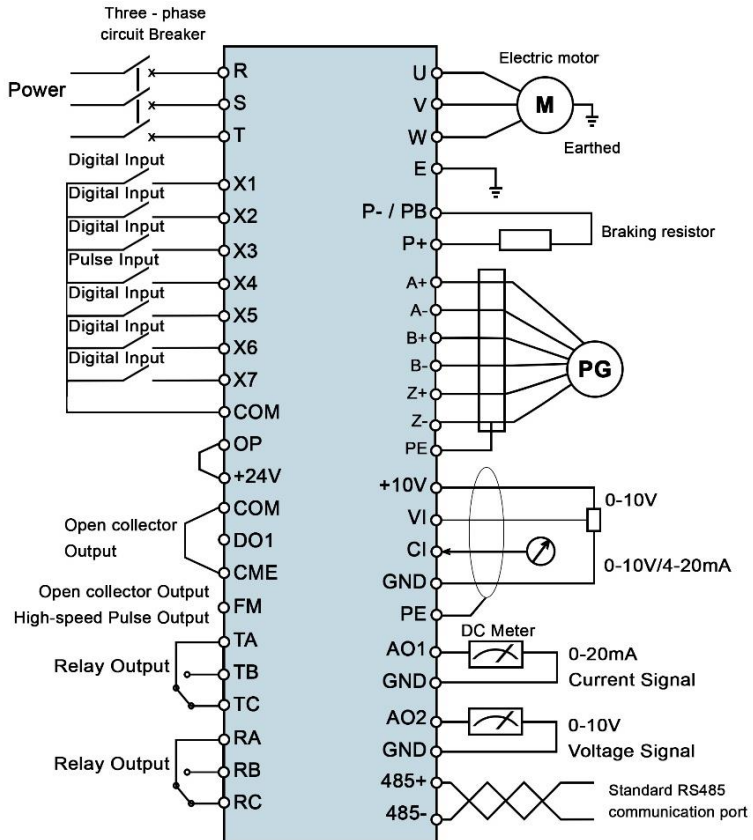 Three - phase
circuit Breaker
Power
R
S
T
Digital Input
X1
Digital Input
X2
Digital Input
X3
Pulse Input
X4
Digital Input
X5
Digital Input
X6
Digital Input
X7
COM
OP
+24V
COM
Open collector
Output
DO1
CME
Open collector Output
High-speed Pulse Output
FM
TA
Relay Output
TB
TC
RA
Relay Output
RB
RC
Electric motor
U
V
M
W
Earthed
E
P- / PB
P+
Braking resistor
A+
A-
B+
B-
PG
Z+
Z-
PE
+10V
0-10V
VI
CI
0-10V/4-20mA
GND
PE
DC Meter
AO1
0-20mA
GND
Current Signal
AO2
0-10V
GND
Voltage Signal
485+
Standard RS485
communication port
485-